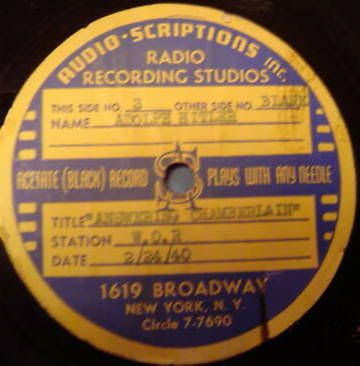 AUDIO-SCRIPTIONS INC.
RADIO
RECORDING STUDIOS
THIS SIDE NO. 3 OTHER SIDE NO. BLANK
NAME ADOLPH HITLER
ACETATE (BLACK) RECORD PLAYS WITH ANY NEEDLE
TITLE "ANSWERING CHAMBERLAIN"
STATION W.O.R
DATE 2/24/40
1619 BROADWAY
NEW YORK, N. Y.
Circle 7-7690